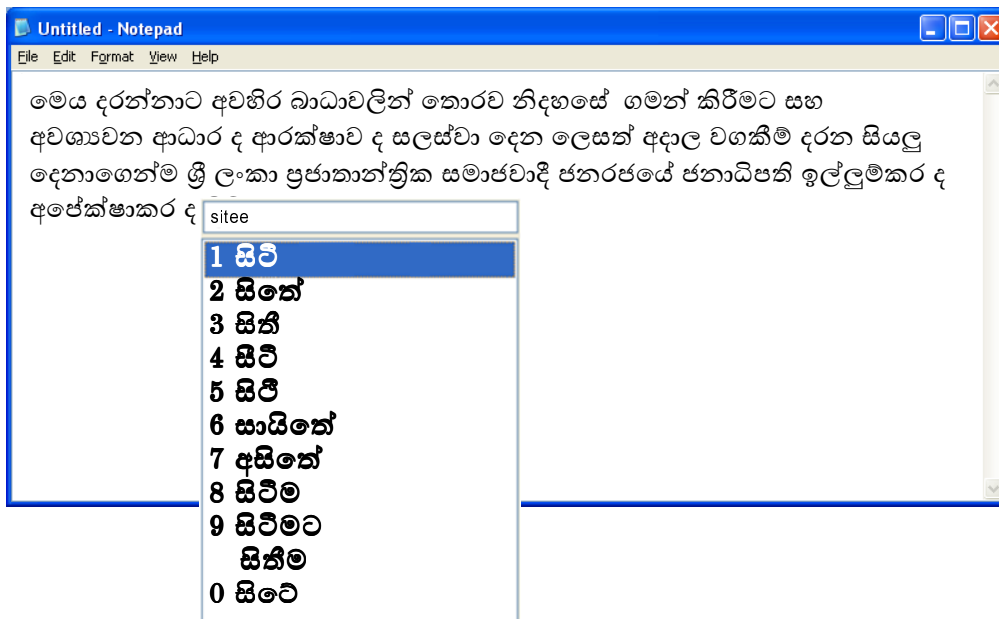 Untitled - Notepad
File Edit Format View Help
මෙය දරන්නාට අවහිර බාධාවලින් තොරව නිදහසේ ගමන් කිරීමට සහ
අවශ්‍යවන ආධාර ද ආරක්ෂාව ද සලස්වා දෙන ලෙසත් අදාල වගකීම් දරන සියලු
දෙනාගෙන්ම ශ්‍රී ලංකා ප්‍රජාතාන්ත්‍රික සමාජවාදී ජනරජයේ ජනාධිපති ඉල්ලුම්කර ද
අපේක්ෂාකර ද
sitee
1 සිටී
2 සිතේ
3 සිතී
4 සීටී
5 සිඨී
6 සායිතේ
7 අසිතේ
8 සිටීම
9 සිටීමට
සිතීම
0 සිටේ